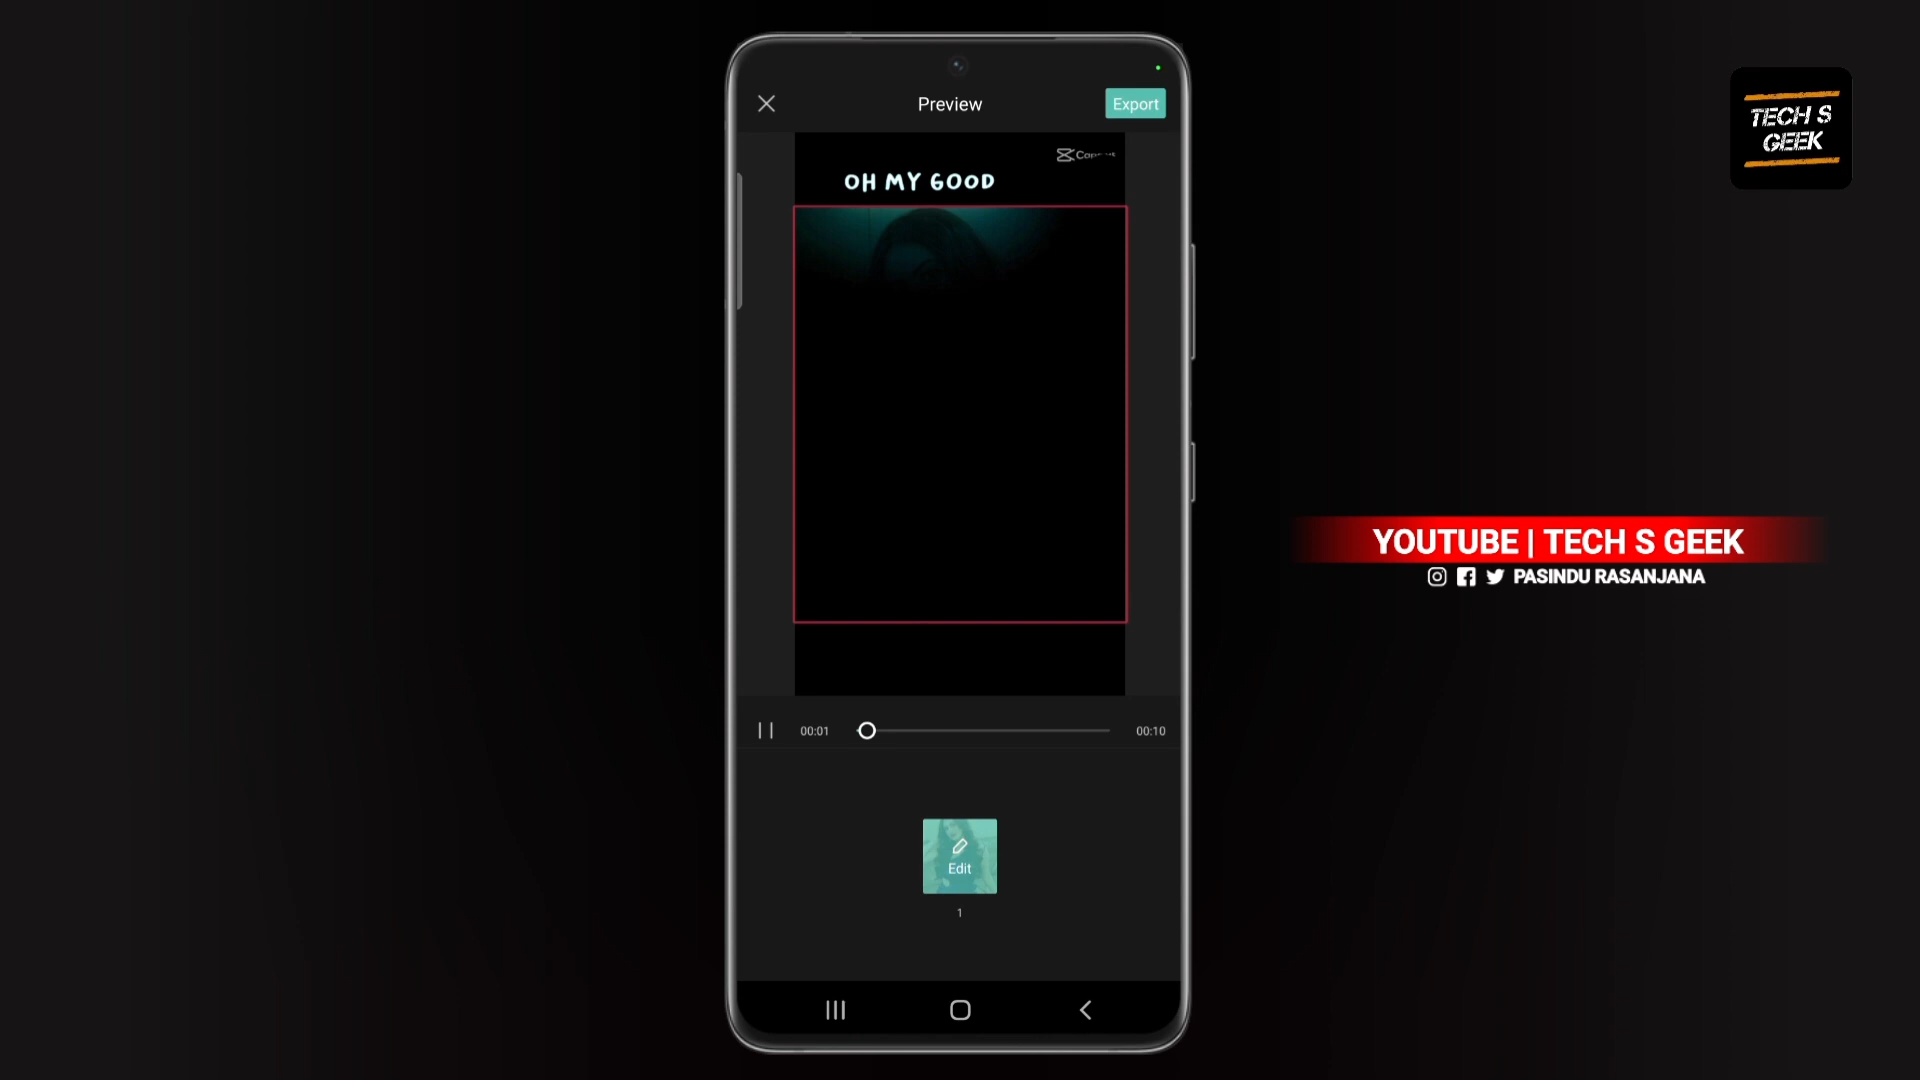 Preview
Export
OH MY GOOD
TECH S
GEEK
YOUTUBE | TECH S GEEK
PASINDU RASANJANA
00:01
00:10
Edit
1